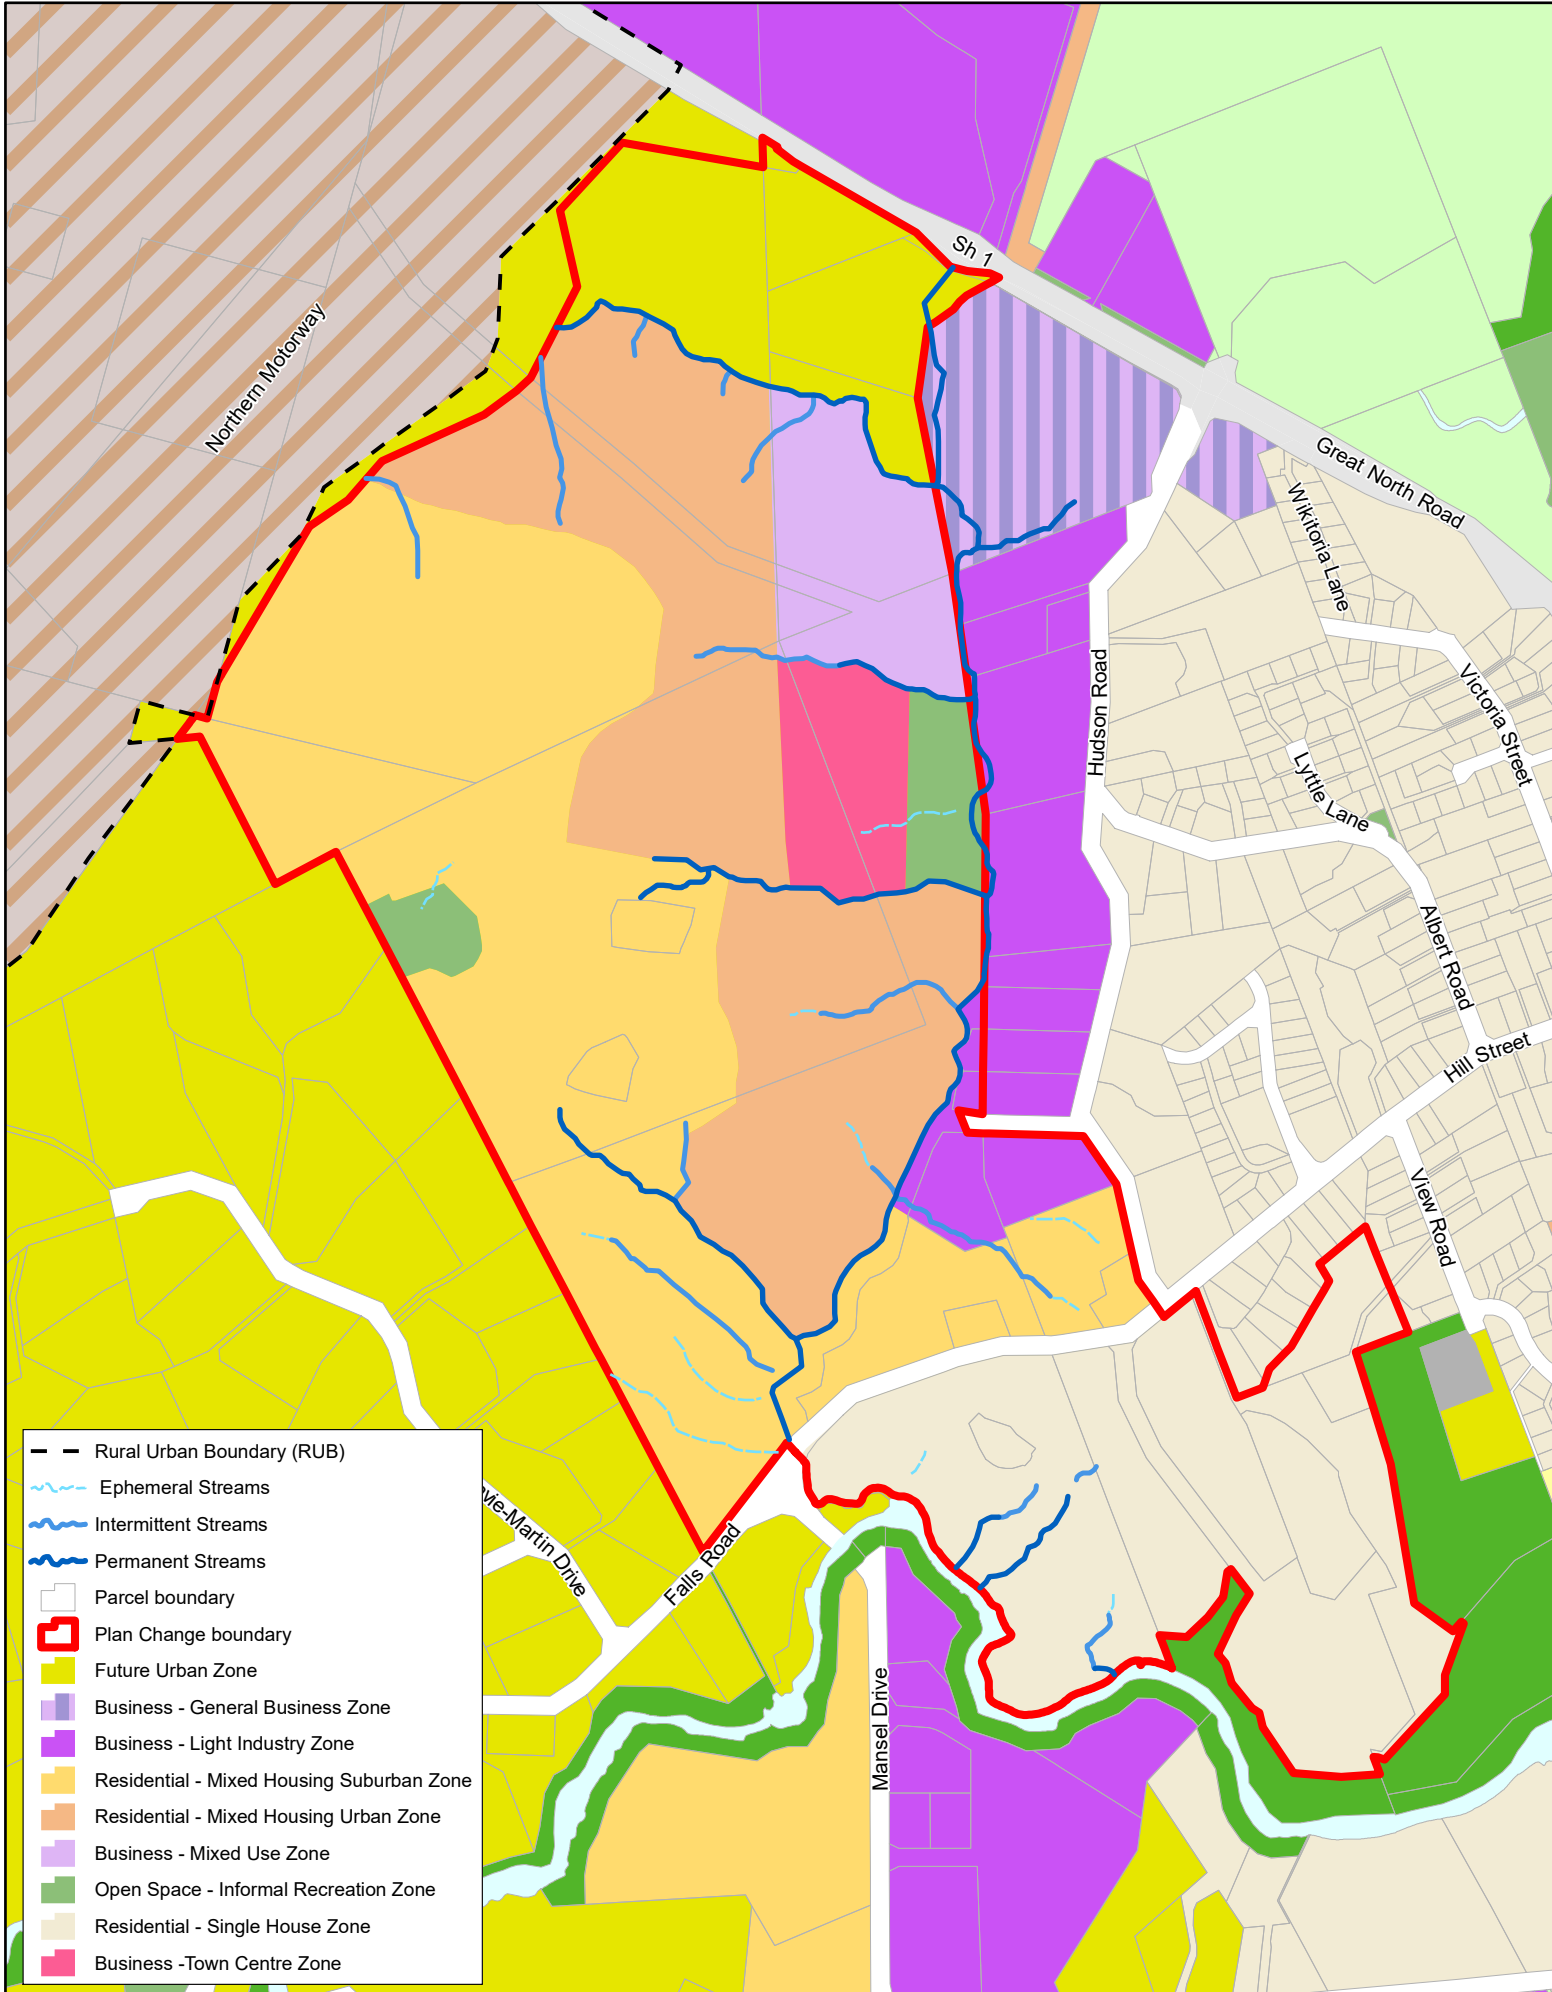 Sh 1
Northern Motorway
Great North Road
Wikitoria Lane
Hudson Road
Victoria Street
Lyttle Lane
Albert Road
Hill Street
View Road
vie-Martin Drive
Falls Road
Mansel Drive
Rural Urban Boundary (RUB)
Ephemeral Streams
Intermittent Streams
Permanent Streams
Parcel boundary
Plan Change boundary
Future Urban Zone
Business - General Business Zone
Business - Light Industry Zone
Residential - Mixed Housing Suburban Zone
Residential - Mixed Housing Urban Zone
Business - Mixed Use Zone
Open Space - Informal Recreation Zone
Residential - Single House Zone
Business -Town Centre Zone